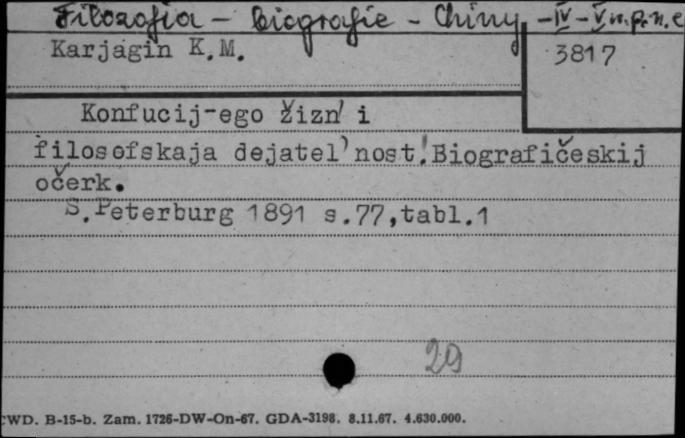 Filozofia - biografie - Chiny - IV - V w. p. n. e
Karjagin K.M. 3817
Konfucij-ego žizn' i
filosofskaja dejatel'nost'. Biografičeskij
očerk.
S.Peterburg 1891 s.77,tabl.1
29
CWD. B-15-b. Zam. 1726-DW-On-67. GDA-3198. 8.11.67. 4.630.000.